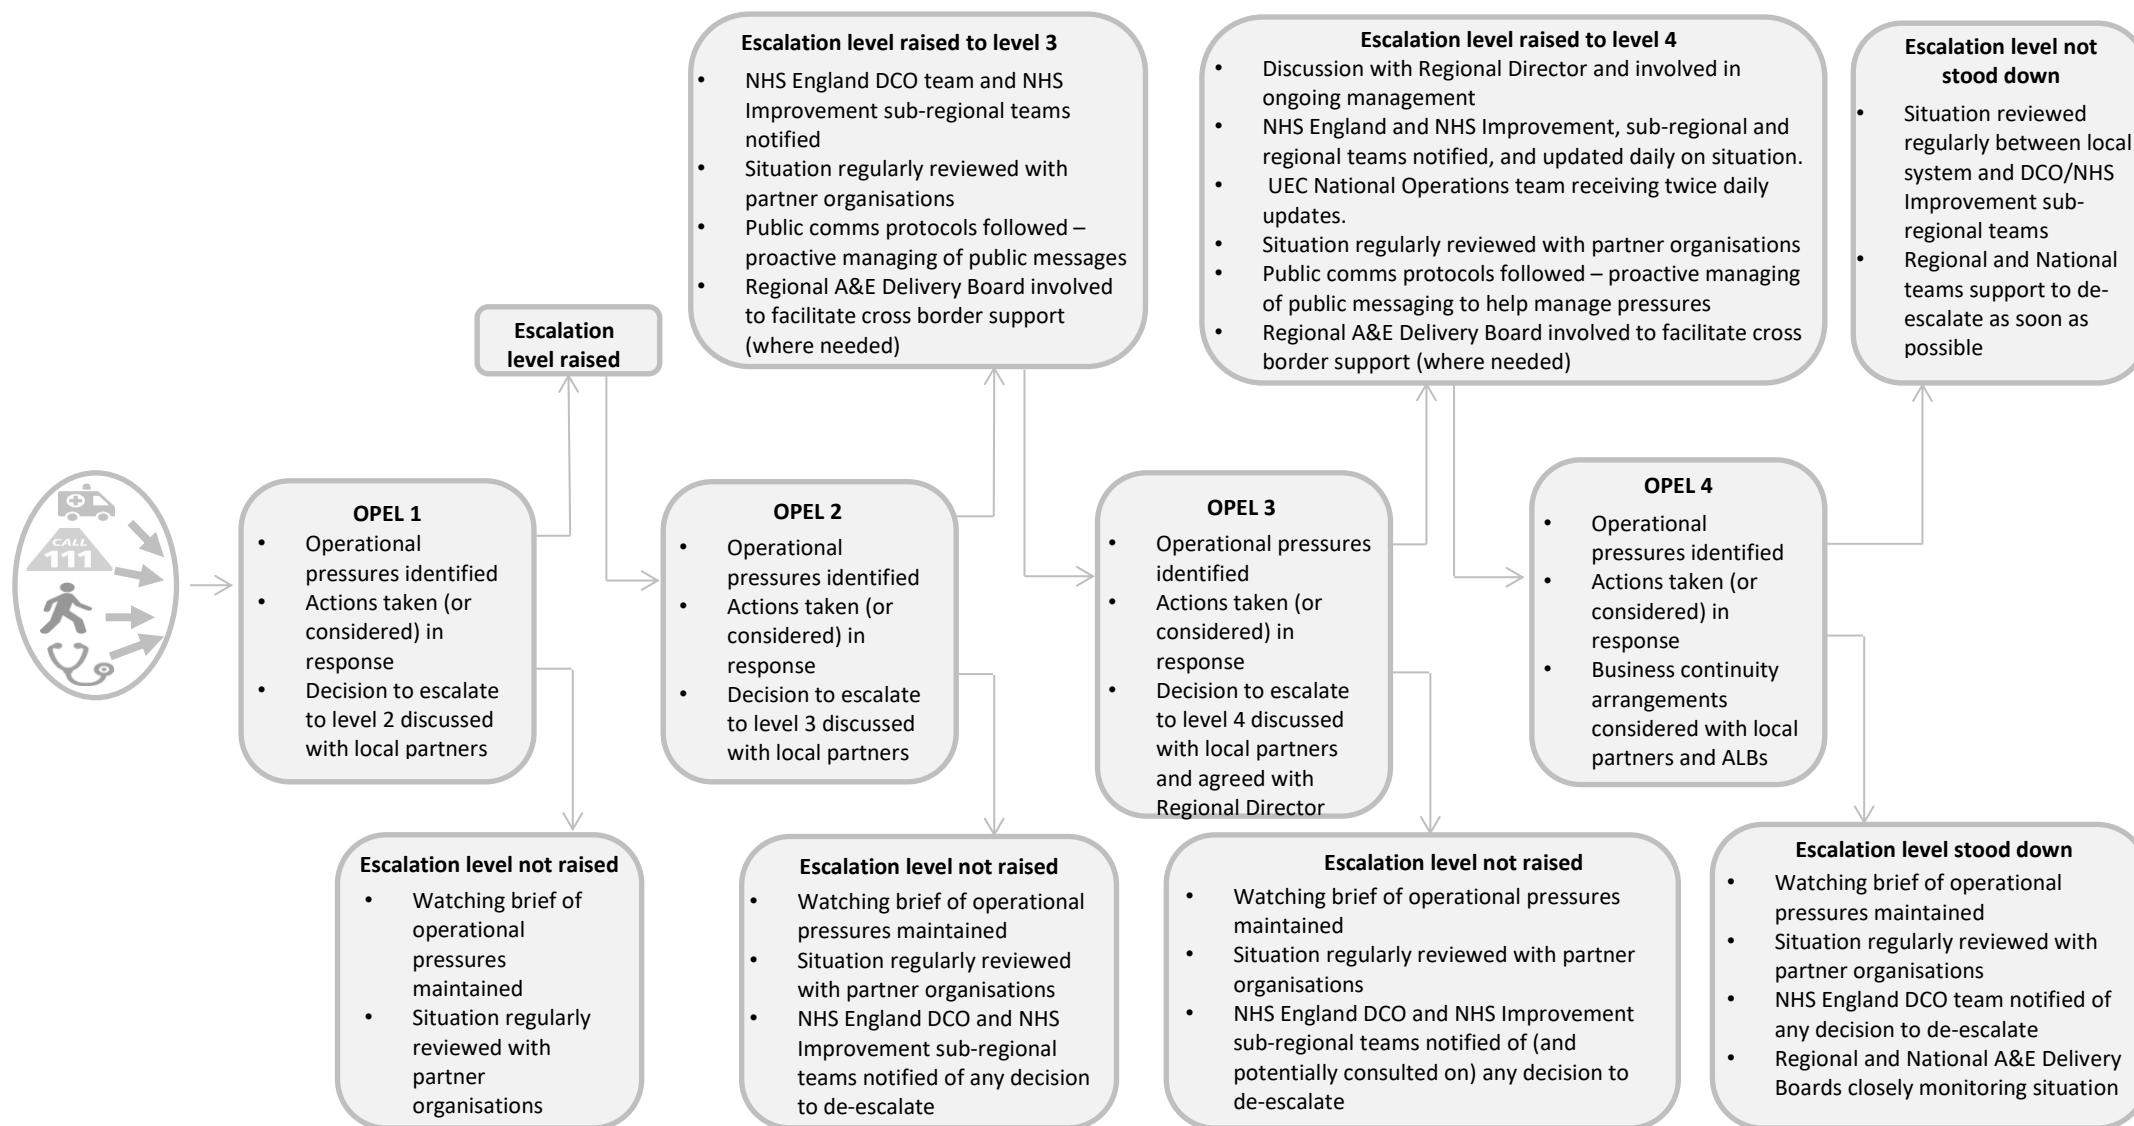 Escalation level raised to level 3
• NHS England DCO team and NHS
Improvement sub-regional teams
notified
• Situation regularly reviewed with
partner organisations
• Public comms protocols followed –
proactive managing of public messages
• Regional A&E Delivery Board involved
to facilitate cross border support
(where needed)
Escalation level raised to level 4
• Discussion with Regional Director and involved in
ongoing management
• NHS England and NHS Improvement, sub-regional and
regional teams notified, and updated daily on situation.
• UEC National Operations team receiving twice daily
updates.
• Situation regularly reviewed with partner organisations
• Public comms protocols followed – proactive managing
of public messaging to help manage pressures
• Regional A&E Delivery Board involved to facilitate cross
border support (where needed)
Escalation level not
stood down
• Situation reviewed
regularly between local
system and DCO/NHS
Improvement sub-
regional teams
• Regional and National
teams support to de-
escalate as soon as
possible
Escalation
level raised
CALL
111
OPEL 1
• Operational
pressures identified
• Actions taken (or
considered) in
response
• Decision to escalate
to level 2 discussed
with local partners
OPEL 2
• Operational
pressures identified
• Actions taken (or
considered) in
response
• Decision to escalate
to level 3 discussed
with local partners
OPEL 3
• Operational pressures
identified
• Actions taken (or
considered) in
response
• Decision to escalate
to level 4 discussed
with local partners
and agreed with
Regional Director
OPEL 4
• Operational
pressures identified
• Actions taken (or
considered) in
response
• Business continuity
arrangements
considered with local
partners and ALBs
Escalation level not raised
• Watching brief of
operational
pressures
maintained
• Situation regularly
reviewed with
partner
organisations
Escalation level not raised
• Watching brief of operational
pressures maintained
• Situation regularly reviewed
with partner organisations
• NHS England DCO and NHS
Improvement sub-regional
teams notified of any decision
to de-escalate
Escalation level not raised
• Watching brief of operational pressures
maintained
• Situation regularly reviewed with partner
organisations
• NHS England DCO and NHS Improvement
sub-regional teams notified of (and
potentially consulted on) any decision to
de-escalate
Escalation level stood down
• Watching brief of operational
pressures maintained
• Situation regularly reviewed with
partner organisations
• NHS England DCO team notified of
any decision to de-escalate
• Regional and National A&E Delivery
Boards closely monitoring situation